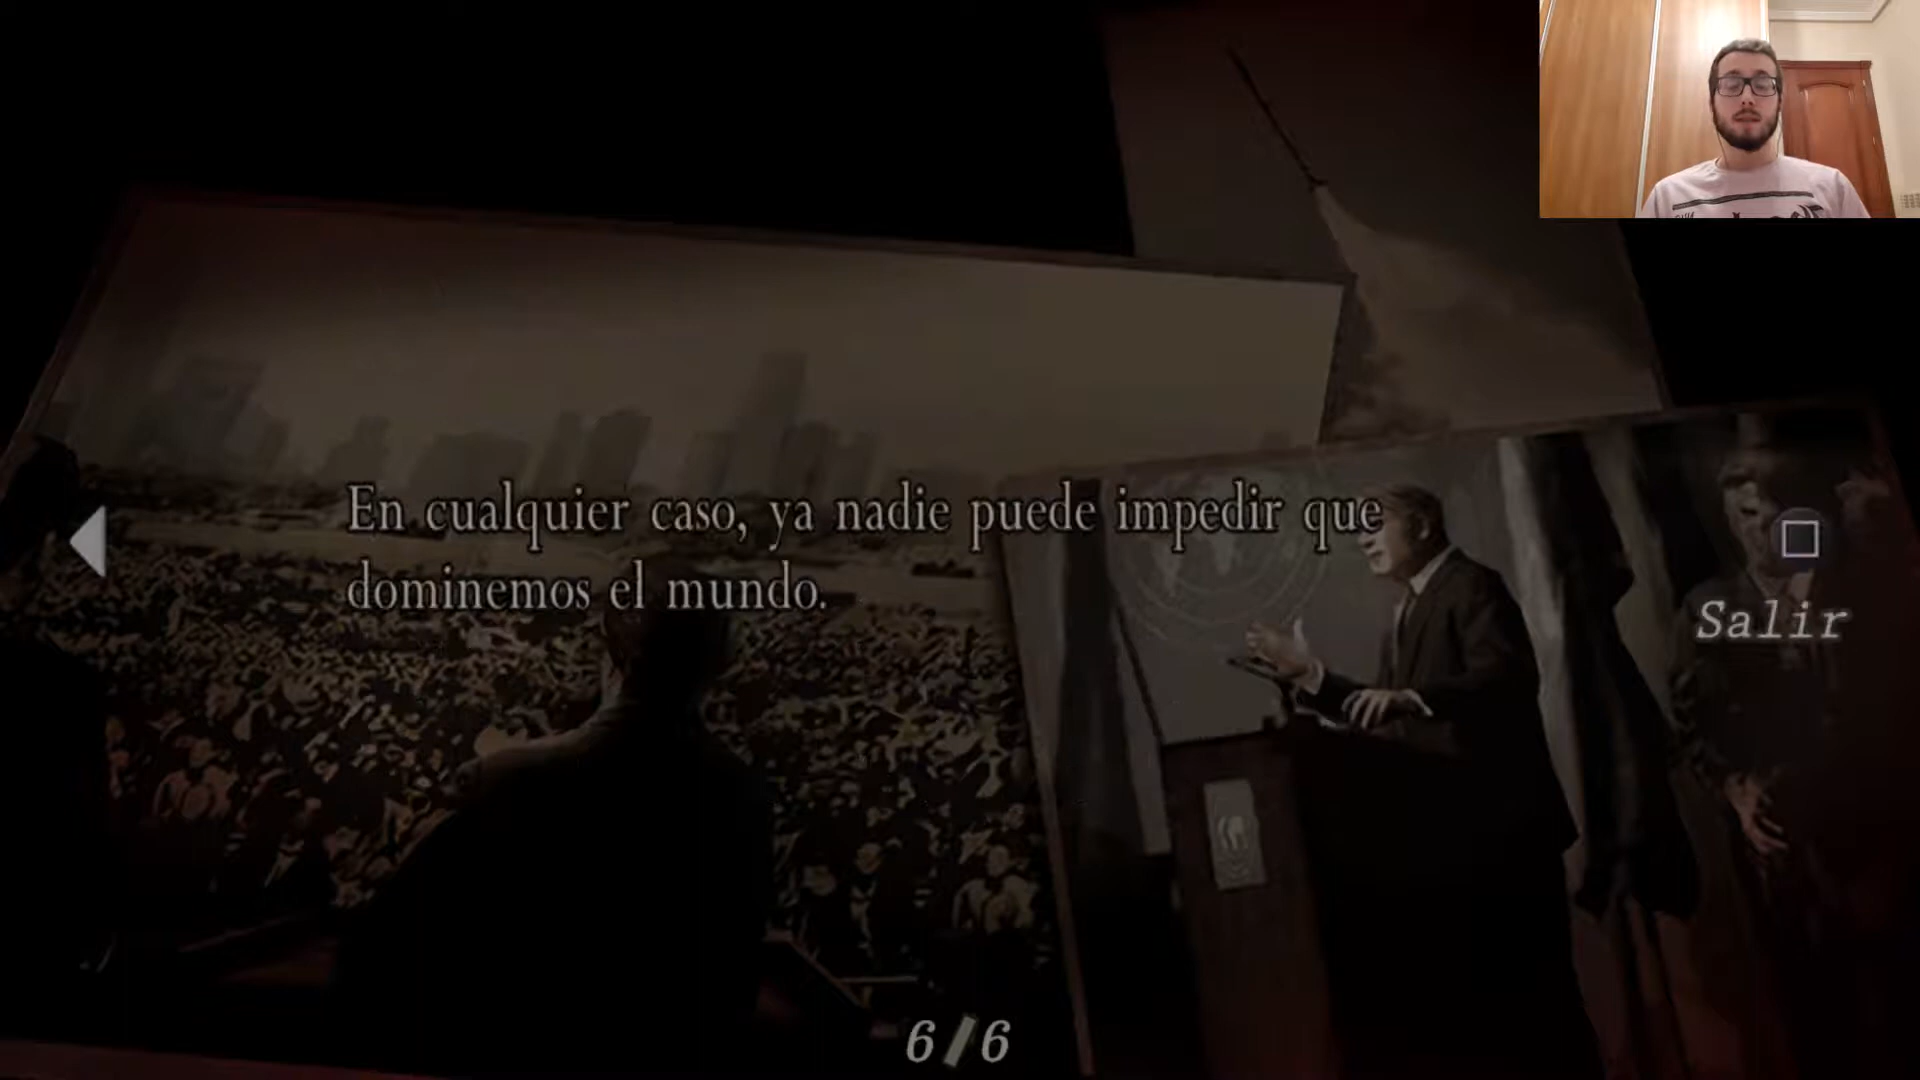 En cualquier caso, ya nadie puede impedir que
dominemos el mundo.
Salir
6/6